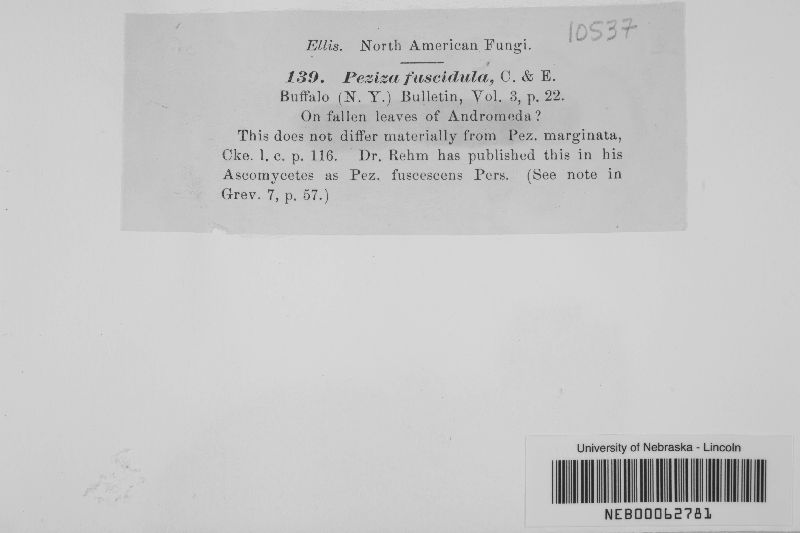 10537
Ellis. North American Fungi.
139. Peziza fuscidula, C. & E.
Buffalo (N. Y.) Bulletin, Vol. 3, p. 22.
On fallen leaves of Andromeda?
This does not differ materially from Pez. marginata,
Cke. l. c. p. 116. Dr. Rehm has published this in his
Ascomycetes as Pez. fuscescens Pers. (See note in
Grev. 7, p. 57.)
University of Nebraska - Lincoln
NEB00062781